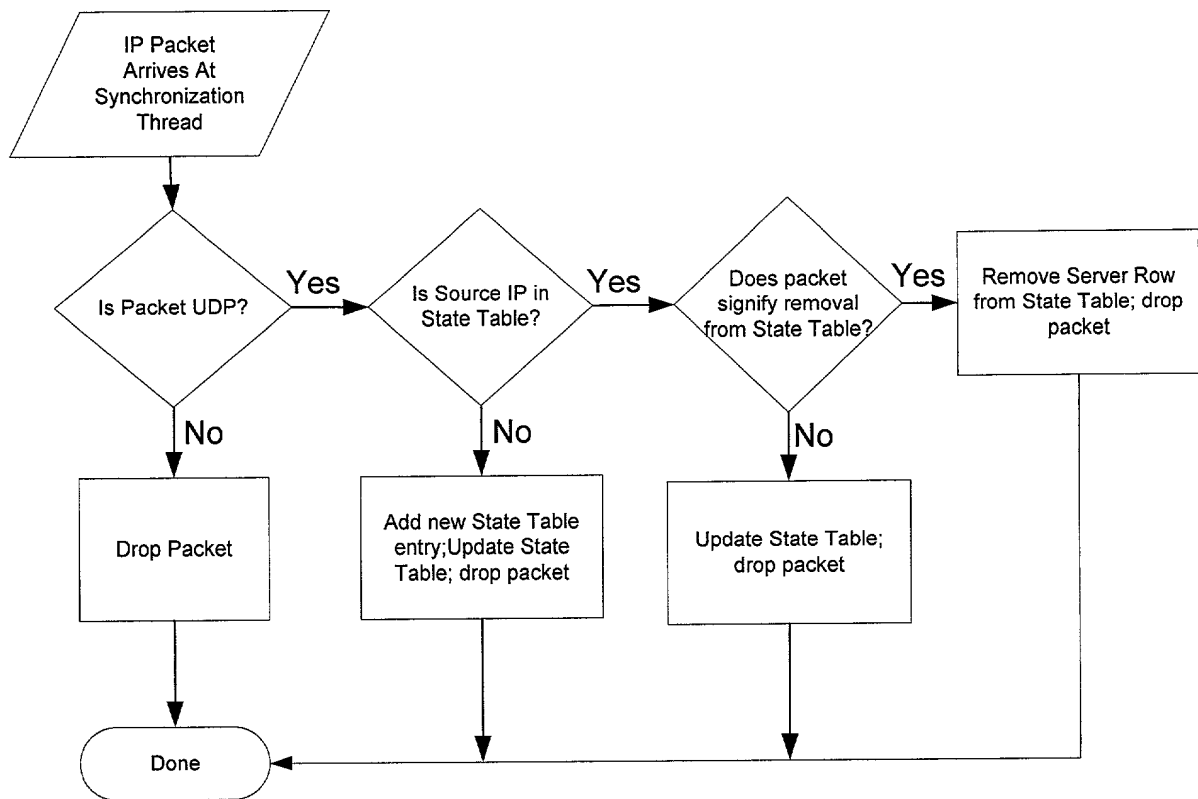 IP Packet
Arrives At
Synchronization
Thread
Is Packet UDP?
Yes
Is Source IP in
State Table?
Yes
Does packet
signify removal
from State Table?
Yes
Remove Server Row
from State Table; drop
packet
No
No
No
Drop Packet
Add new State Table
entry;Update State
Table; drop packet
Update State Table;
drop packet
Done